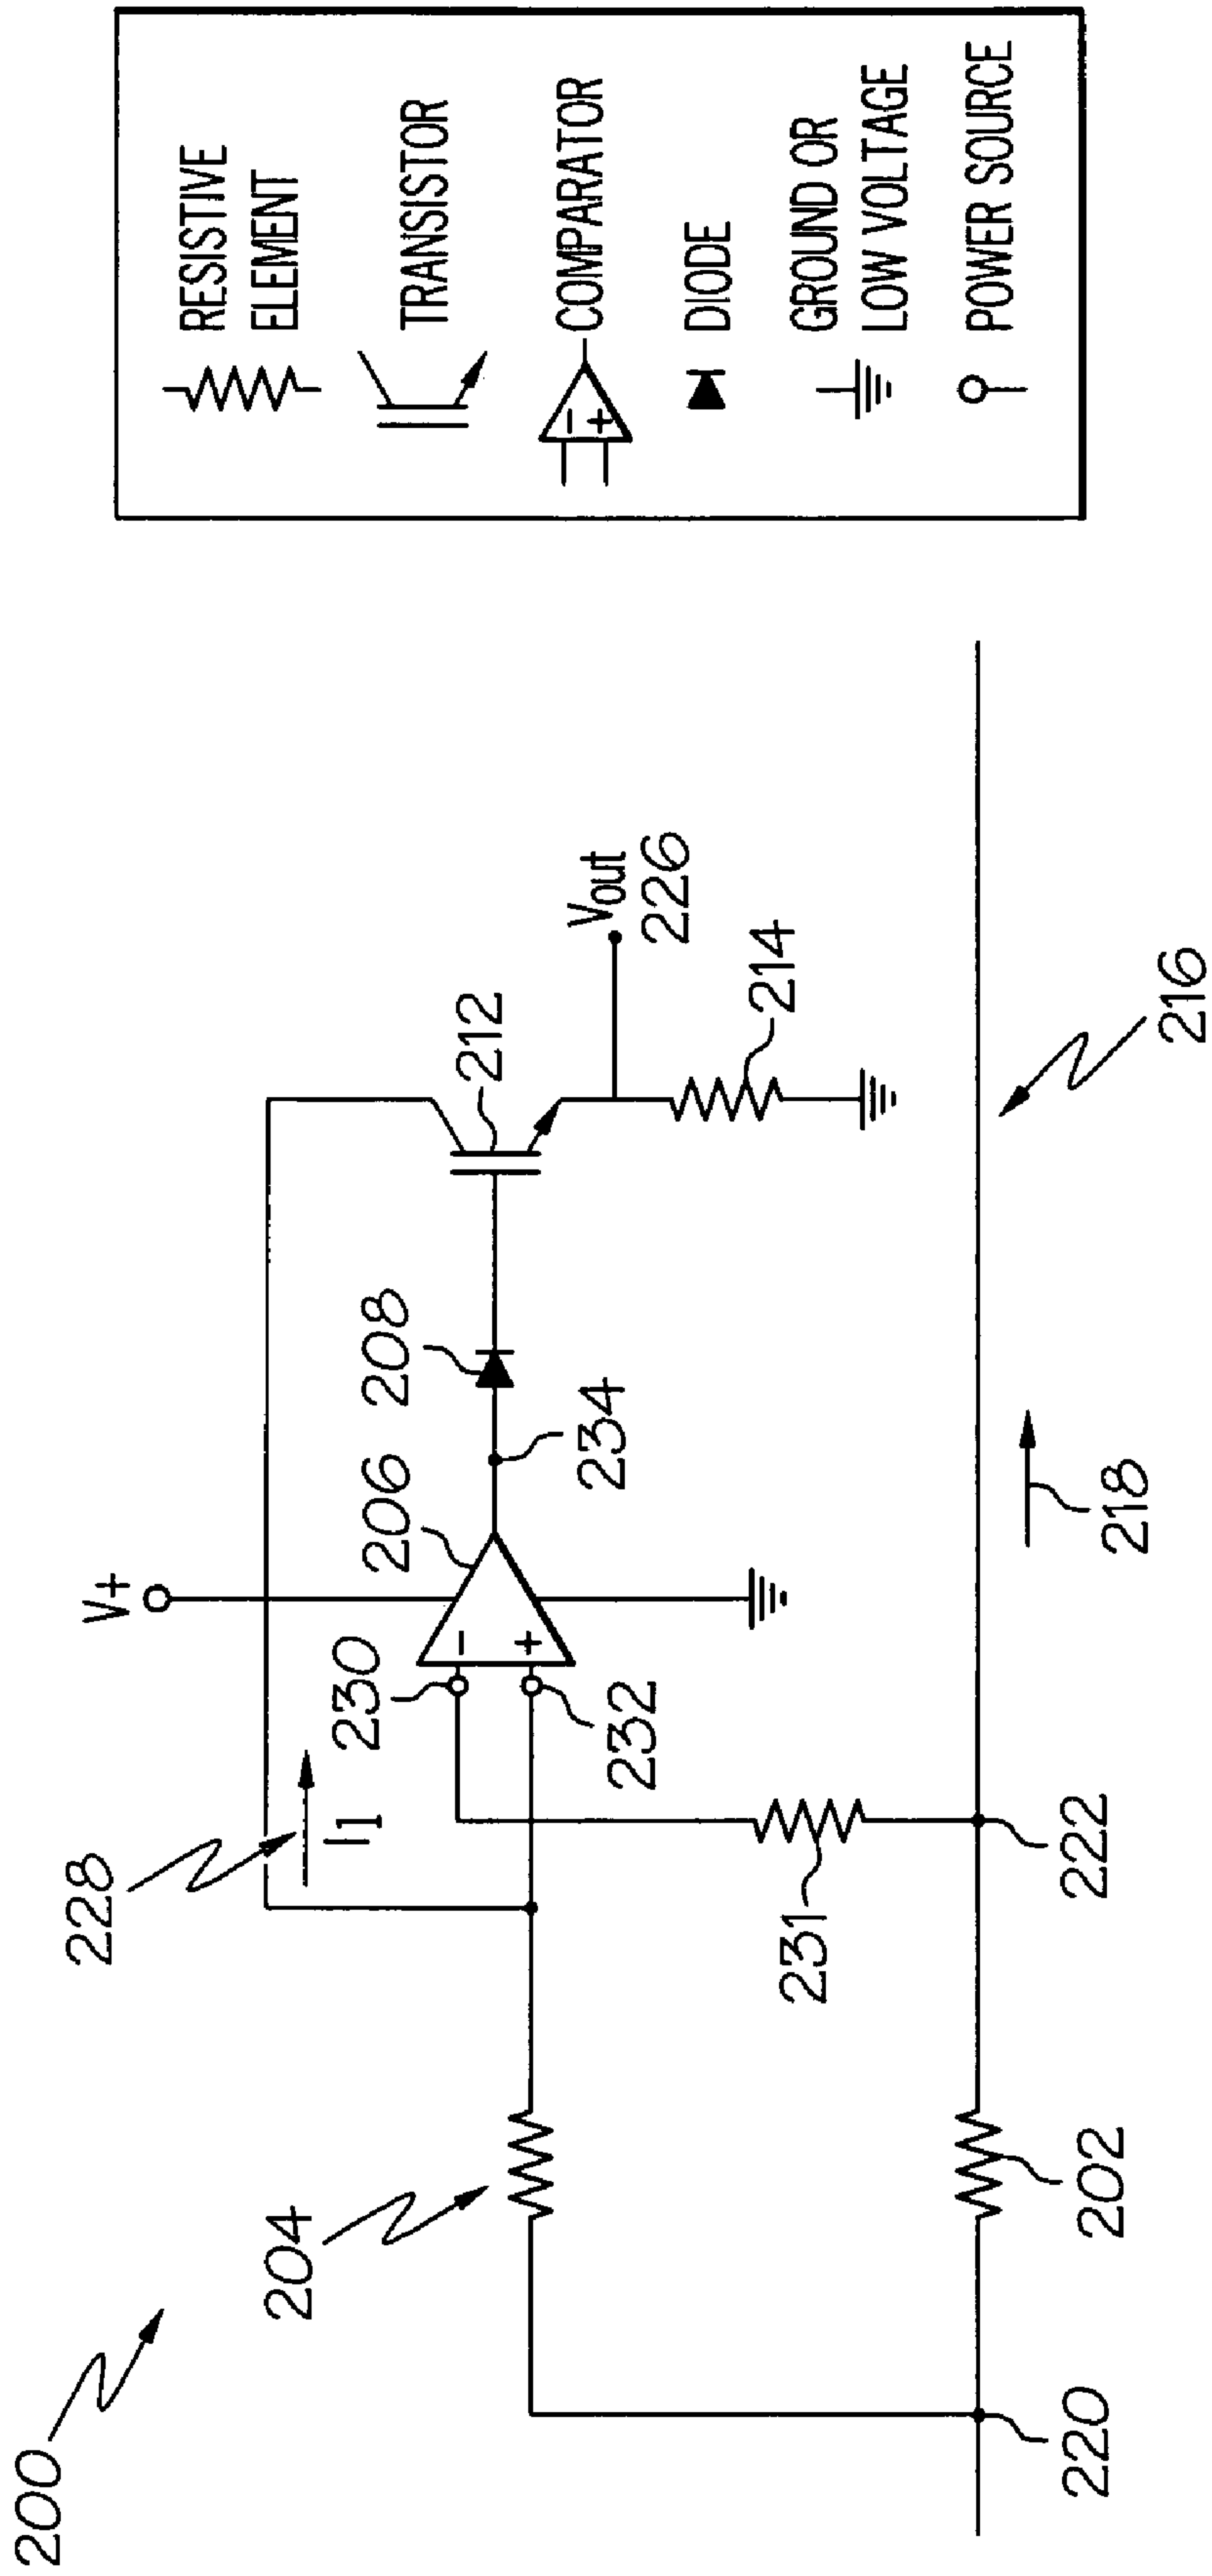 200
228
I1
V+
230
206
208
212
Vout
226
204
232
234
214
231
218
216
220
202
222
RESISTIVE
ELEMENT
TRANSISTOR
-
+
COMPARATOR
DIODE
GROUND OR
LOW VOLTAGE
POWER SOURCE
-
+